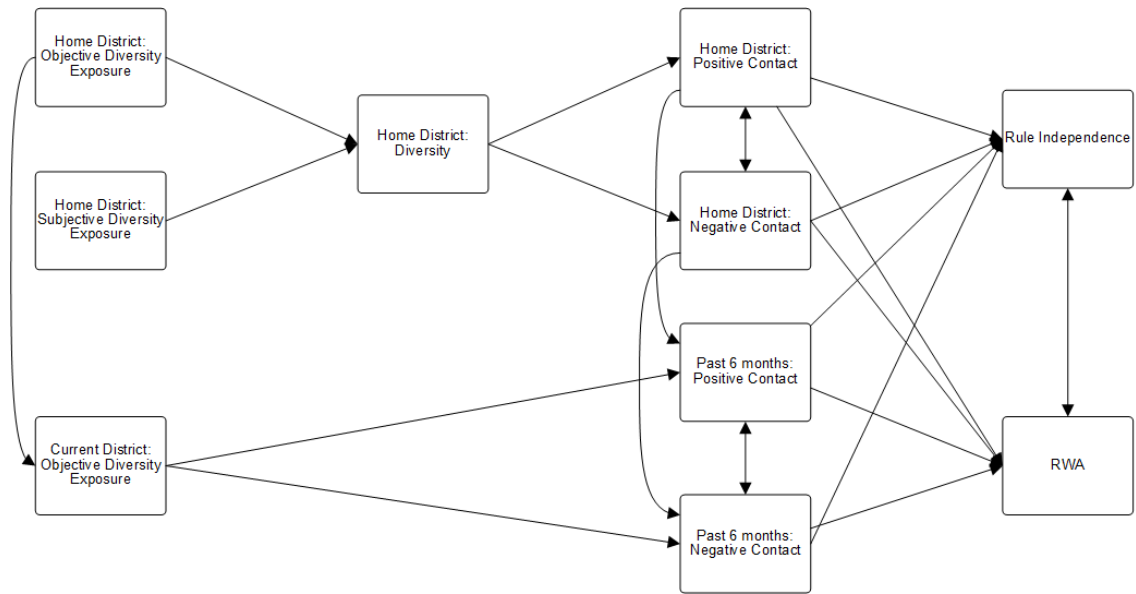 Home District:
Objective Diversity
Exposure
Home District:
Subjective Diversity
Exposure
Current District:
Objective Diversity
Exposure
Home District:
Diversity
Home District:
Positive Contact
Home District:
Negative Contact
Past 6 months:
Positive Contact
Past 6 months:
Negative Contact
Rule Independence
RWA